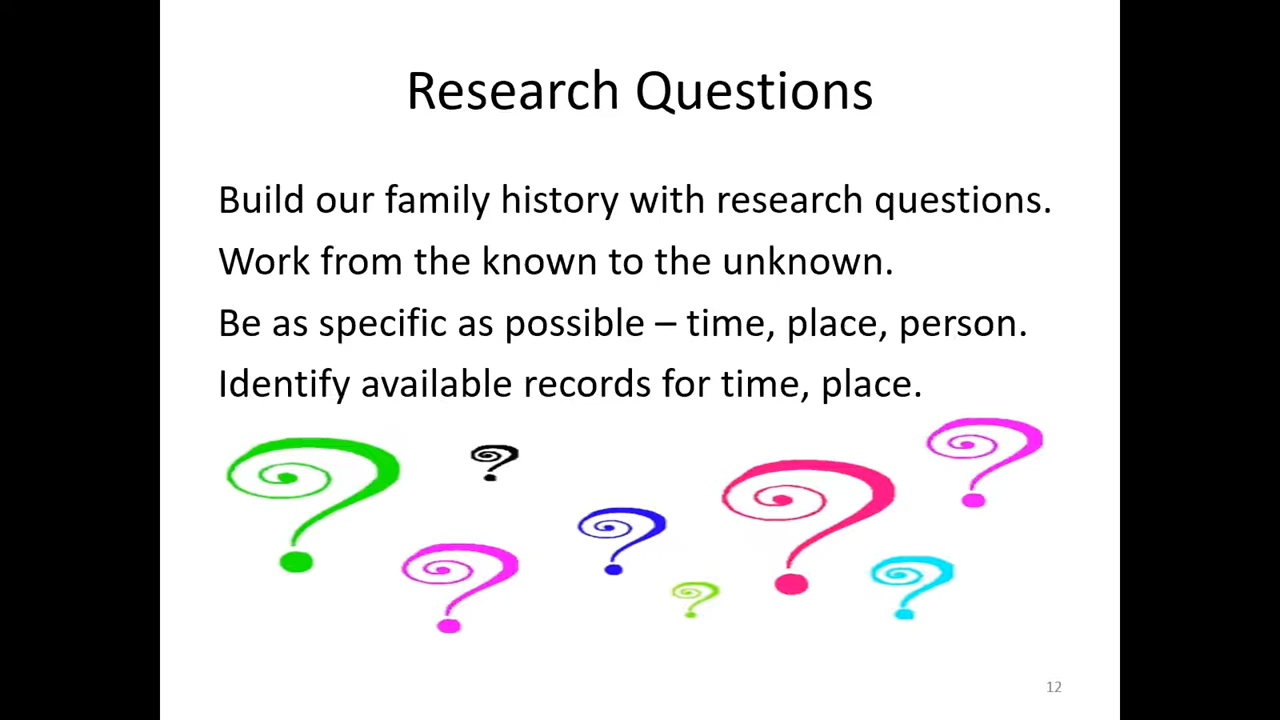 Research Questions
Build our family history with research questions.
Work from the known to the unknown.
Be as specific as possible – time, place, person.
Identify available records for time, place.
12